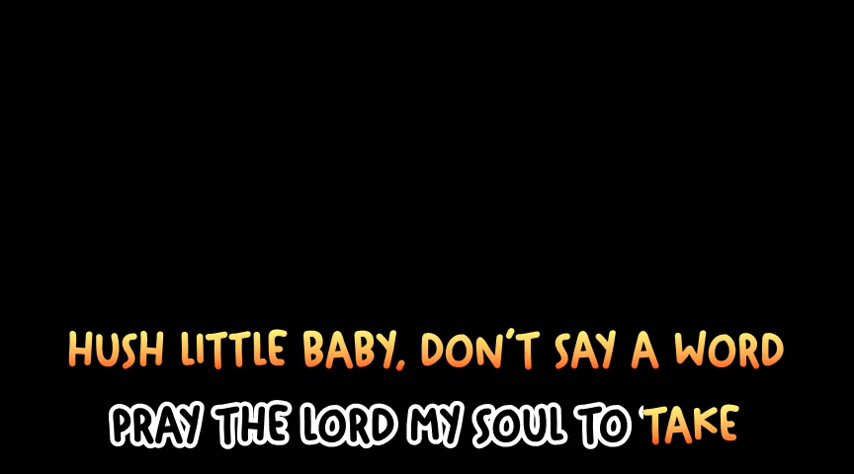 HUSH LITTLE BABY, DON'T SAY A WORD
PRAY THE LORD MY SOUL TO TAKE